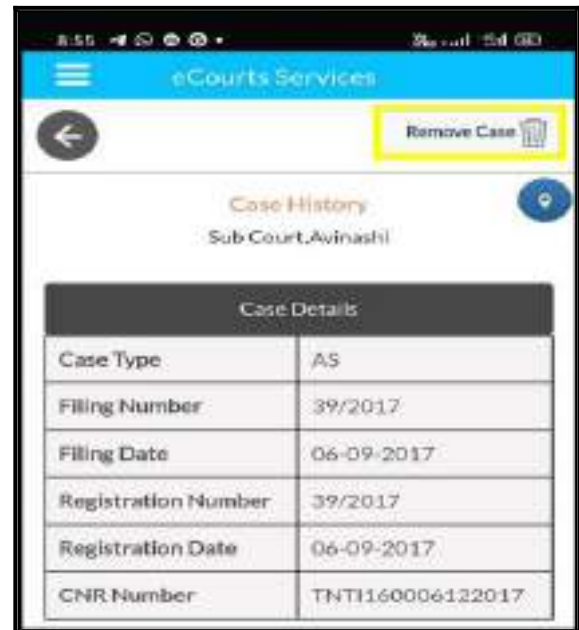 8:55
eCourts Services
Remove Case
Case History
Sub Court,Avinashi
Case Details
Case Type AS
Filing Number 39/2017
Filing Date 06-09-2017
Registration Number 39/2017
Registration Date 06-09-2017
CNR Number TNTI160006122017